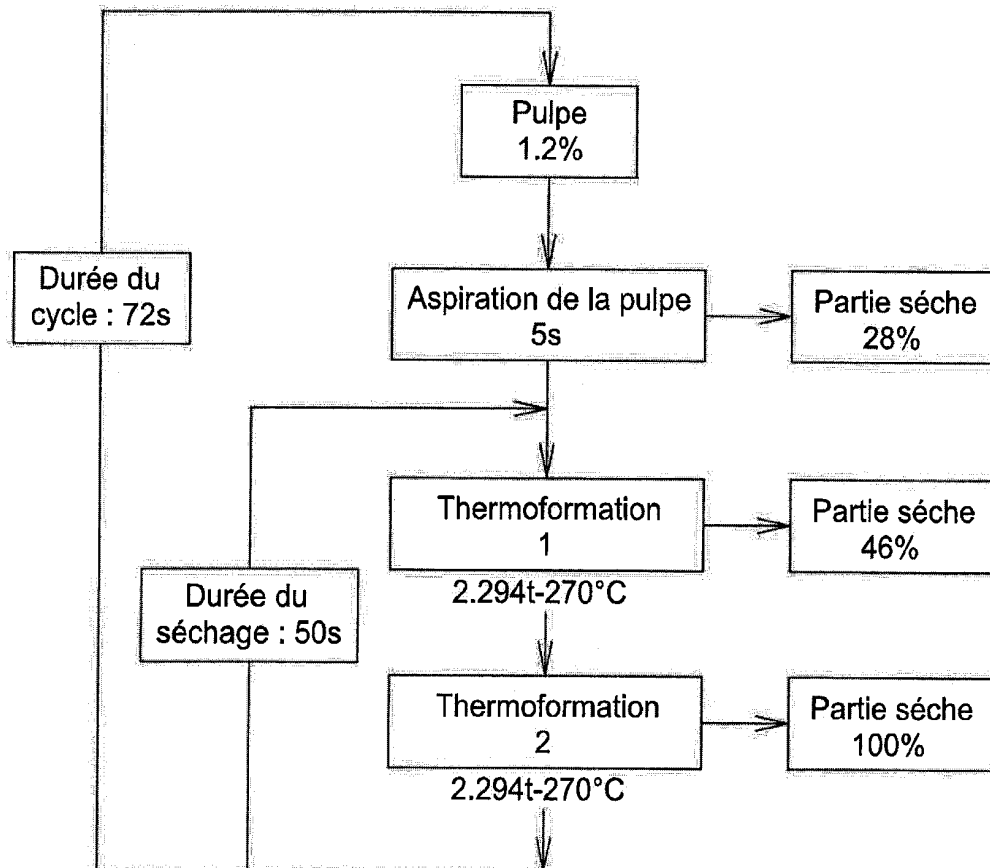 Pulpe
1.2%
Durée du
cycle : 72s
Aspiration de la pulpe
5s
Partie séche
28%
Thermoformation
1
Partie séche
46%
2.294t-270°C
Durée du
séchage : 50s
Thermoformation
2
Partie séche
100%
2.294t-270°C